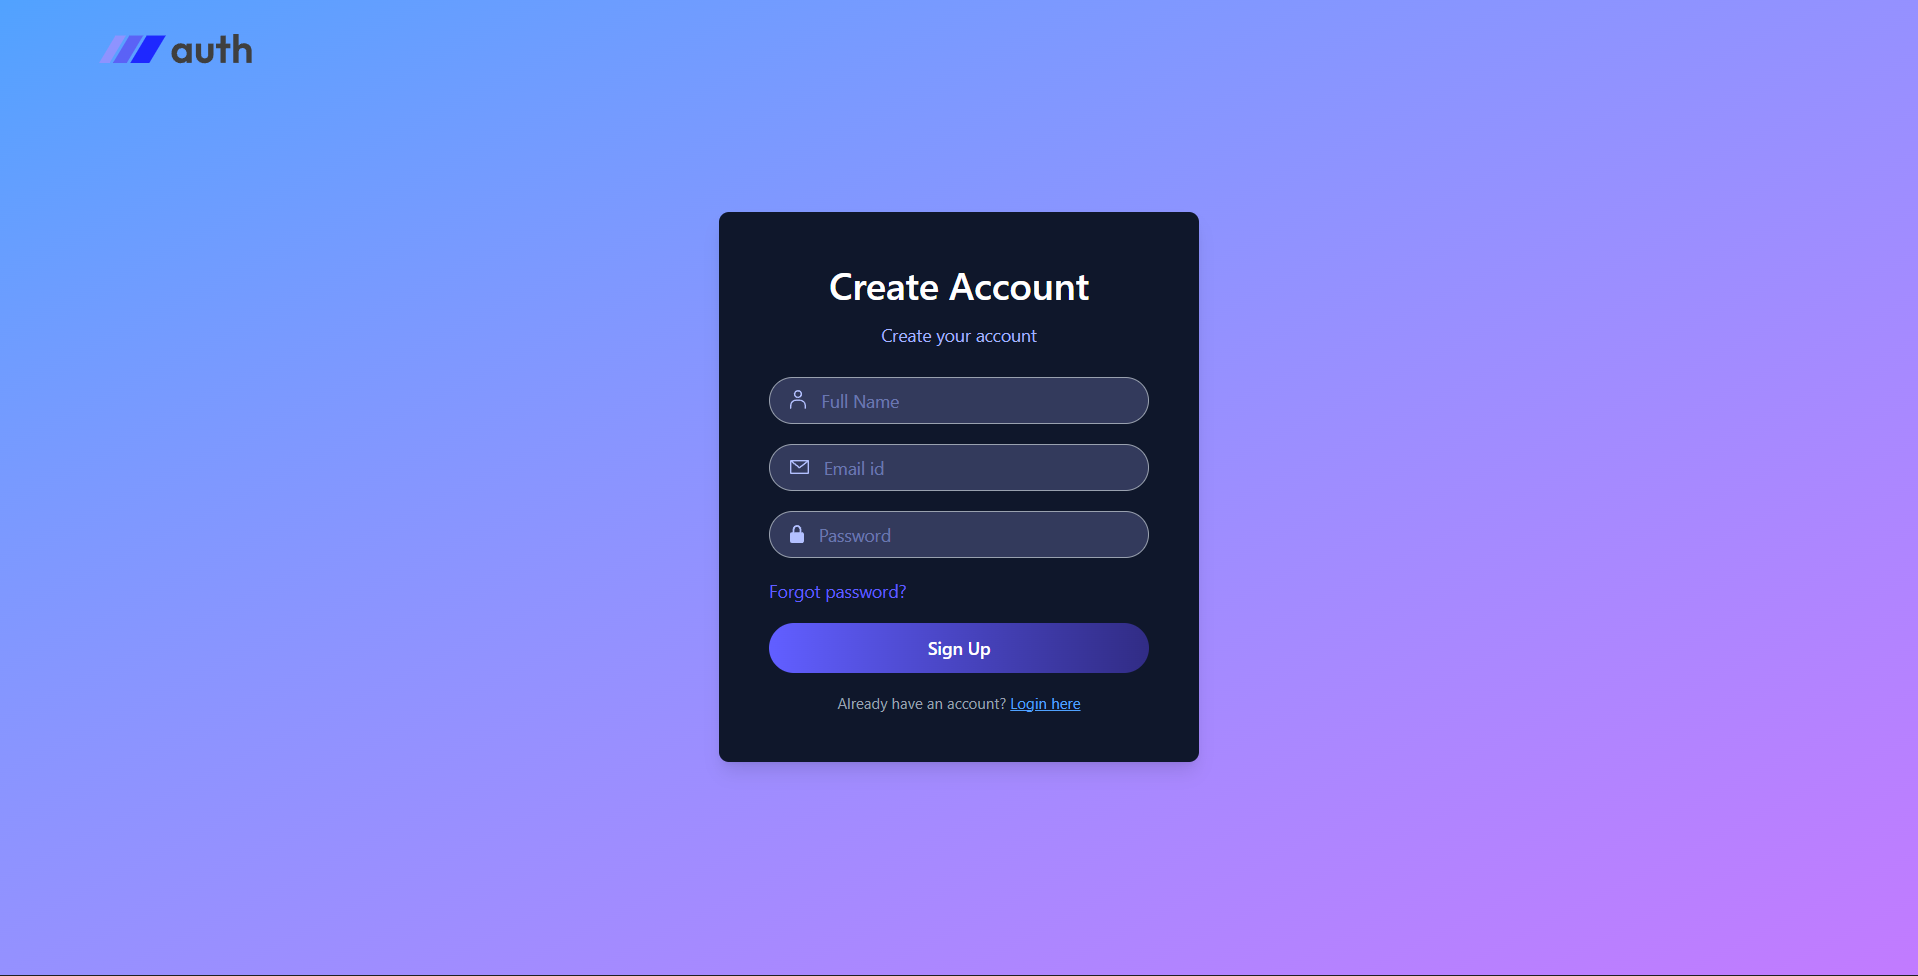 auth
Create Account
Create your account
Full Name
Email id
Password
Forgot password?
Sign Up
Already have an account? Login here